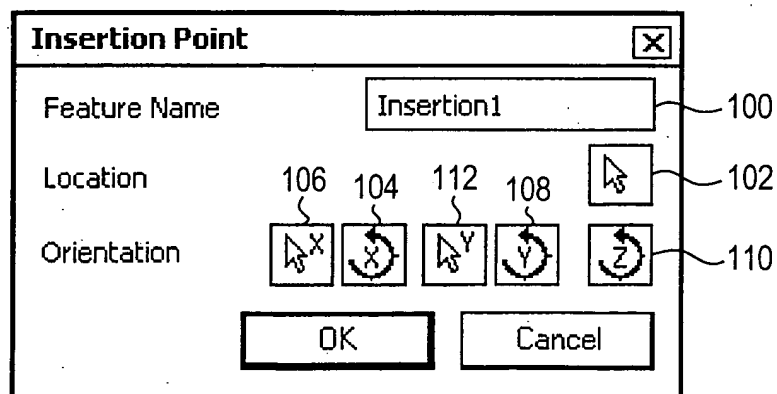 Insertion Point
Feature Name Insertion1 100
Location 102
106 104 112 108
Orientation X X Y Y Z 110
OK Cancel